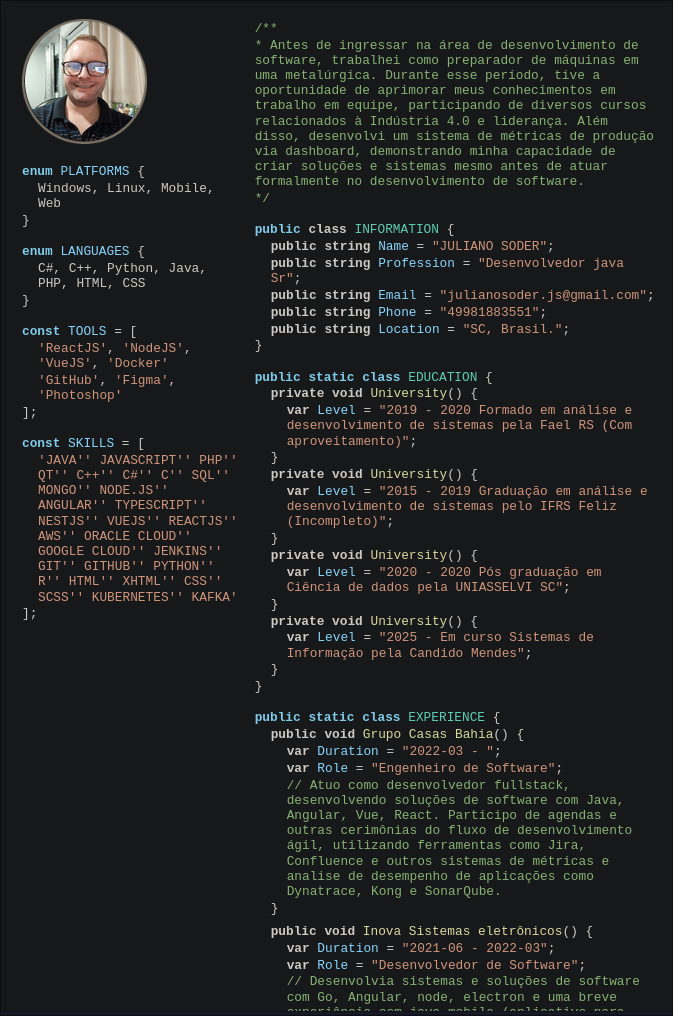 enum PLATFORMS {
Windows, Linux, Mobile,
Web
}
enum LANGUAGES {
C#, C++, Python, Java,
PHP, HTML, CSS
}
const TOOLS = [
'ReactJS', 'NodeJS',
'VueJS', 'Docker'
'GitHub', 'Figma',
'Photoshop'
];
const SKILLS = [
'JAVA'' JAVASCRIPT'' PHP''
QT'' C++'' C#'' C'' SQL''
MONGO'' NODE.JS''
ANGULAR'' TYPESCRIPT''
NESTJS'' VUEJS'' REACTJS''
AWS'' ORACLE CLOUD''
GOOGLE CLOUD'' JENKINS''
GIT'' GITHUB'' PYTHON''
R'' HTML'' XHTML'' CSS''
SCSS'' KUBERNETES'' KAFKA'
];
/**
* Antes de ingressar na área de desenvolvimento de
software, trabalhei como preparador de máquinas em
uma metalúrgica. Durante esse período, tive a
oportunidade de aprimorar meus conhecimentos em
trabalho em equipe, participando de diversos cursos
relacionados à Indústria 4.0 e liderança. Além
disso, desenvolvi um sistema de métricas de produção
via dashboard, demonstrando minha capacidade de
criar soluções e sistemas mesmo antes de atuar
formalmente no desenvolvimento de software.
*/
public class INFORMATION {
public string Name = "JULIANO SODER";
public string Profession = "Desenvolvedor java
Sr";
public string Email = "julianosoder.js@gmail.com";
public string Phone = "49981883551";
public string Location = "SC, Brasil.";
}
public static class EDUCATION {
private void University() {
var Level = "2019 - 2020 Formado em análise e
desenvolvimento de sistemas pela Fael RS (Com
aproveitamento)";
}
private void University() {
var Level = "2015 - 2019 Graduação em análise e
desenvolvimento de sistemas pelo IFRS Feliz
(Incompleto)";
}
private void University() {
var Level = "2020 - 2020 Pós graduação em
Ciência de dados pela UNIASSELVI SC";
}
private void University() {
var Level = "2025 - Em curso Sistemas de
Informação pela Candido Mendes";
}
}
public static class EXPERIENCE {
public void Grupo Casas Bahia() {
var Duration = "2022-03 - ";
var Role = "Engenheiro de Software";
// Atuo como desenvolvedor fullstack,
desenvolvendo soluções de software com Java,
Angular, Vue, React. Participo de agendas e
outras cerimônias do fluxo de desenvolvimento
ágil, utilizando ferramentas como Jira,
Confluence e outros sistemas de métricas e
analise de desempenho de aplicações como
Dynatrace, Kong e SonarQube.
}
public void Inova Sistemas eletrônicos() {
var Duration = "2021-06 - 2022-03";
var Role = "Desenvolvedor de Software";
// Desenvolvia sistemas e soluções de software
com Go, Angular, node, electron e uma breve
experiência com java mobile (aplicativo para